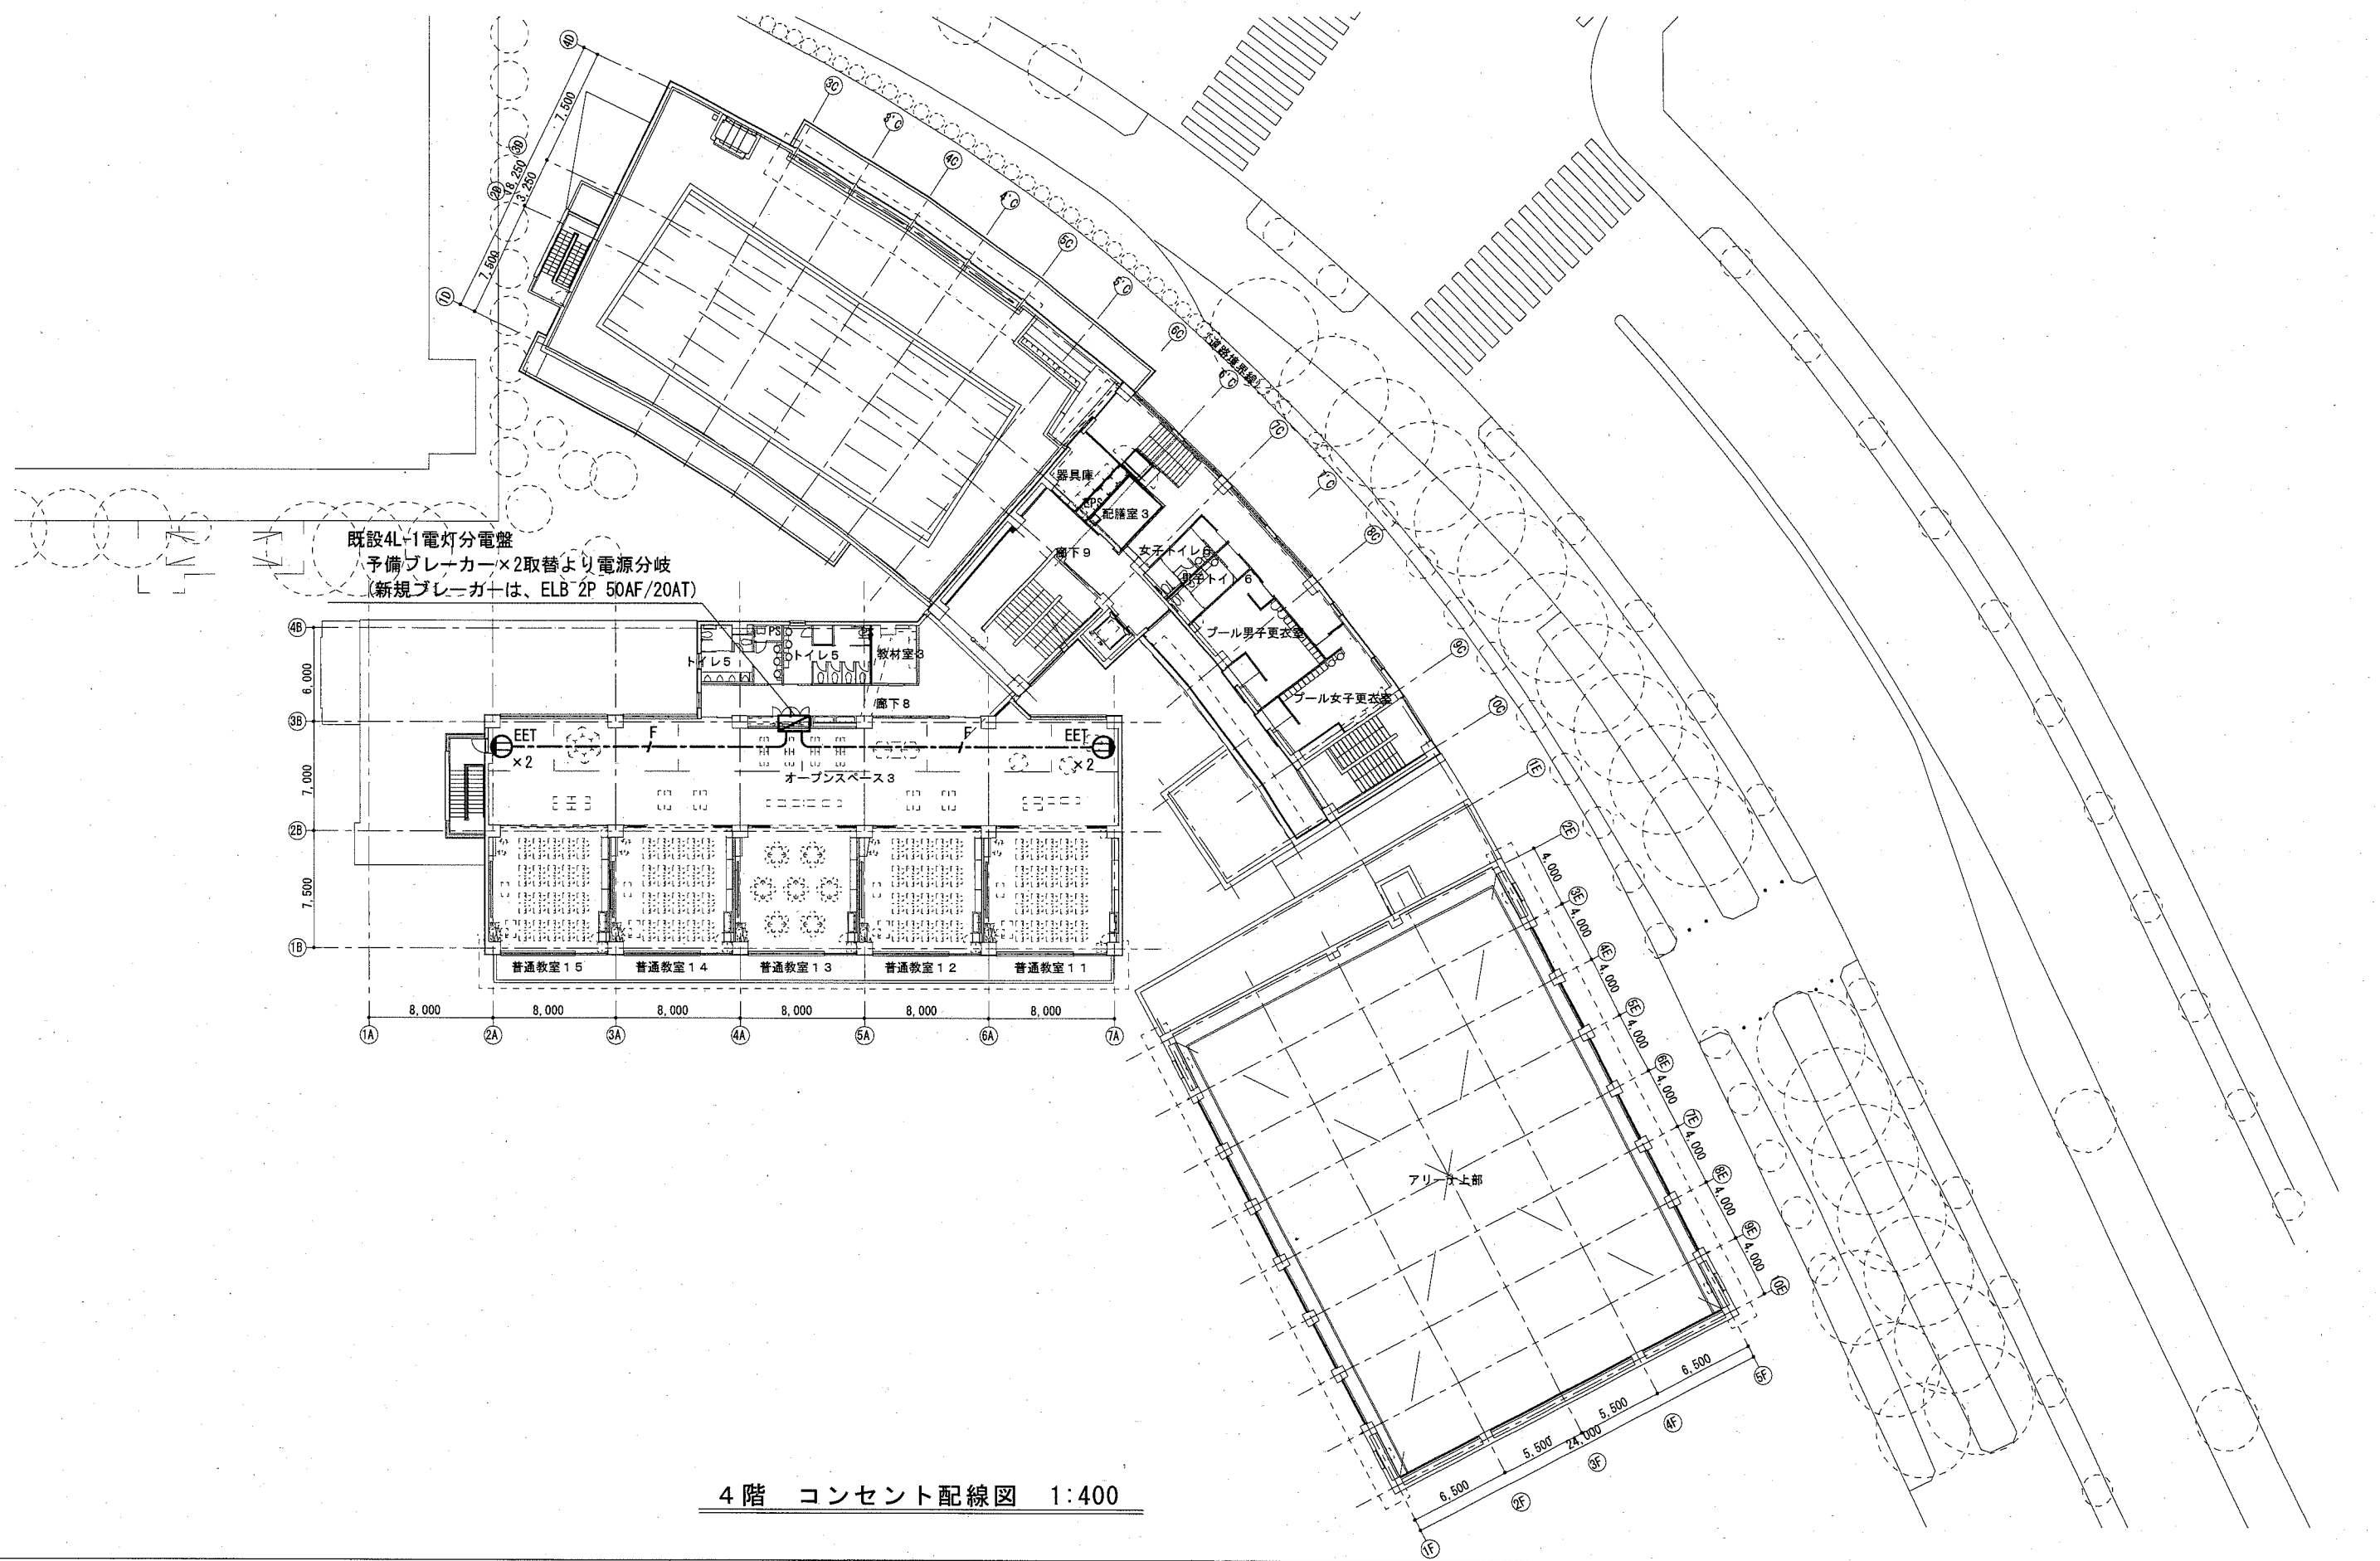 4D
7,500
3D
18,250
3,250
2D
7,500
1D
3C
3'C
4C
4'C
5C
5'C
6C
6'C
7C
7'C
8C
9C
10C
道路境界線
既設4L-1電灯分電盤
予備ブレーカー×2取替より電源分岐
(新規ブレーカーは、ELB 2P 50AF/20AT)
器具庫
EPS
配膳室3
廊下9
女子トイレ6
男子トイレ6
プール男子更衣室
プール女子更衣室
4B
6,000
3B
7,000
2B
7,500
1B
PS
トイレ5
トイレ5
教材室3
廊下8
EET
×2
F
F
EET
×2
オープンスペース3
普通教室15
普通教室14
普通教室13
普通教室12
普通教室11
8,000
8,000
8,000
8,000
8,000
8,000
1A
2A
3A
4A
5A
6A
7A
1E
2E
4,000
3E
4,000
4E
4,000
5E
4,000
6E
4,000
7E
4,000
8E
4,000
9E
4,000
10E
アリーナ上部
6,500
5,500
5,500
6,500
24,000
1F
2F
3F
4F
5F
4階 コンセント配線図 1:400